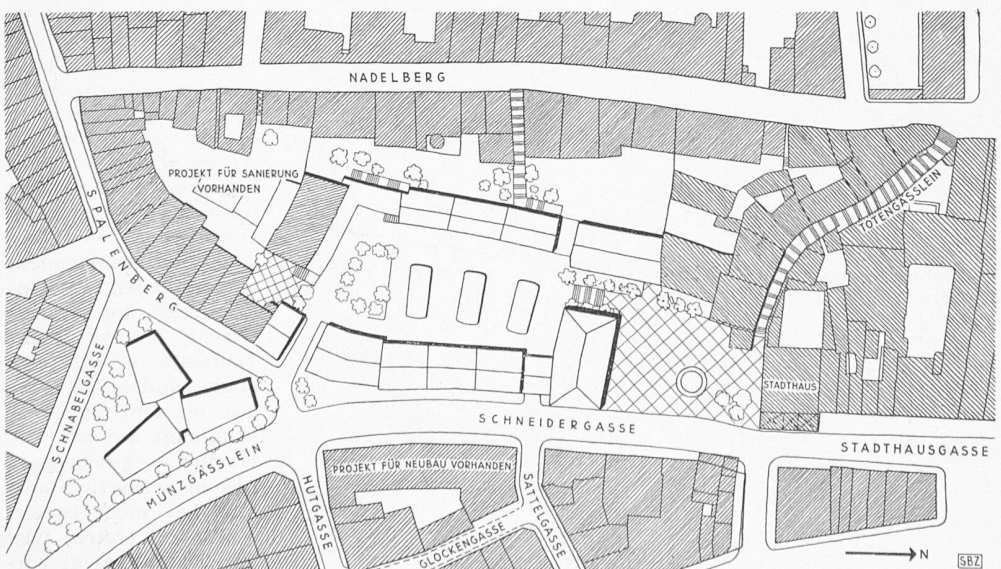 NADELBERG
PROJEKT FÜR SANIERUNG
VORHANDEN
SPALENBERG
TOTENGÄSSLEIN
STADTHAUS
SCHNABELGASSE
SCHNEIDERGASSE
STADTHAUSGASSE
MÜNZGÄSSLEIN
PROJEKT FÜR NEUBAU VORHANDEN
HUTGASSE
SATTELGASSE
GLOCKENGASSE
N
SBZ